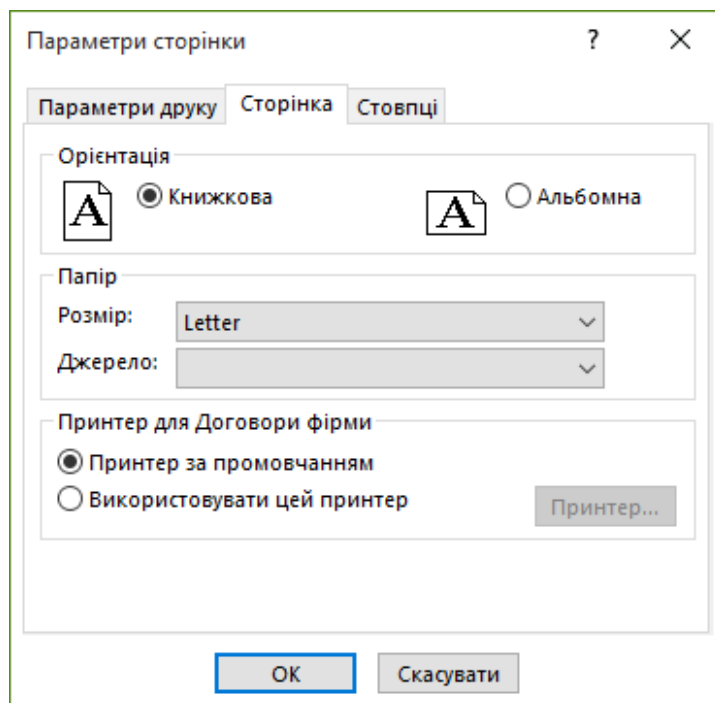 Параметри сторінки ?
Параметри друку Сторінка Стовпці
Орієнтація
A Книжкова A Альбомна
Папір
Розмір: Letter
Джерело:
Принтер для Договори фірми
Принтер за промовчанням
Використовувати цей принтер Принтер...
ОК Скасувати